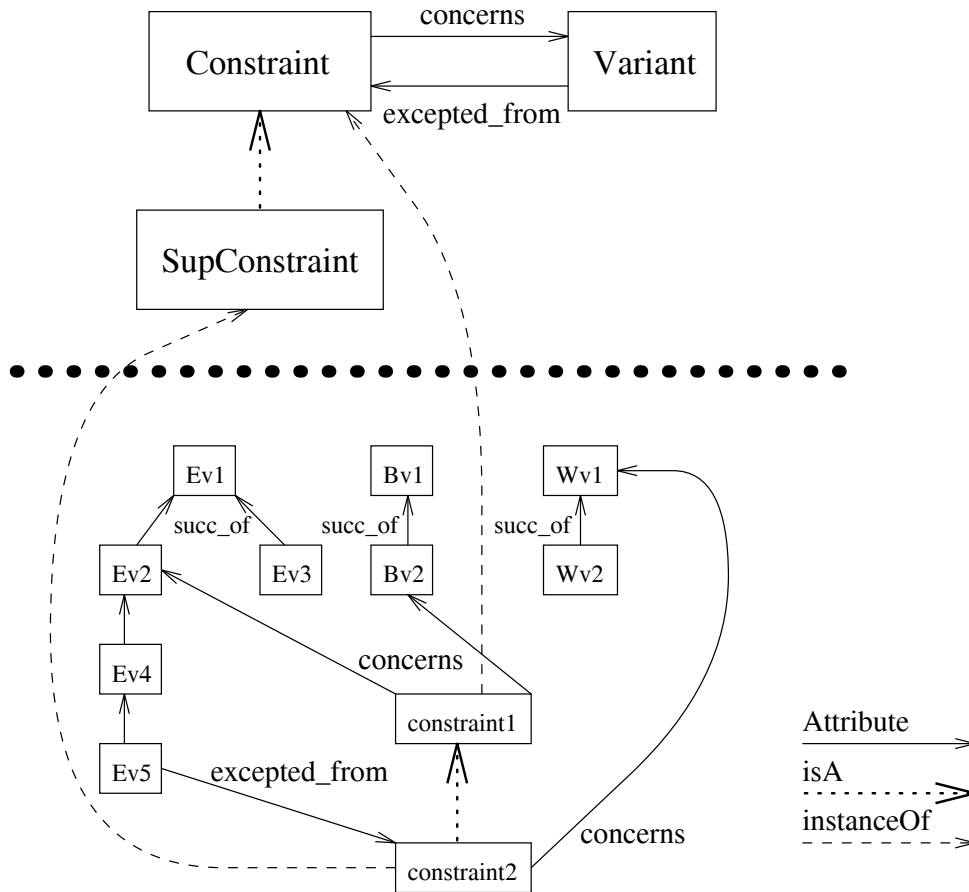 concerns
Constraint
Variant
excepted_from
SupConstraint
Ev1
Bv1
Wv1
succ_of
succ_of
succ_of
Ev2
Ev3
Bv2
Wv2
concerns
Ev4
constraint1
Attribute
Ev5
excepted_from
isA
instanceOf
concerns
constraint2